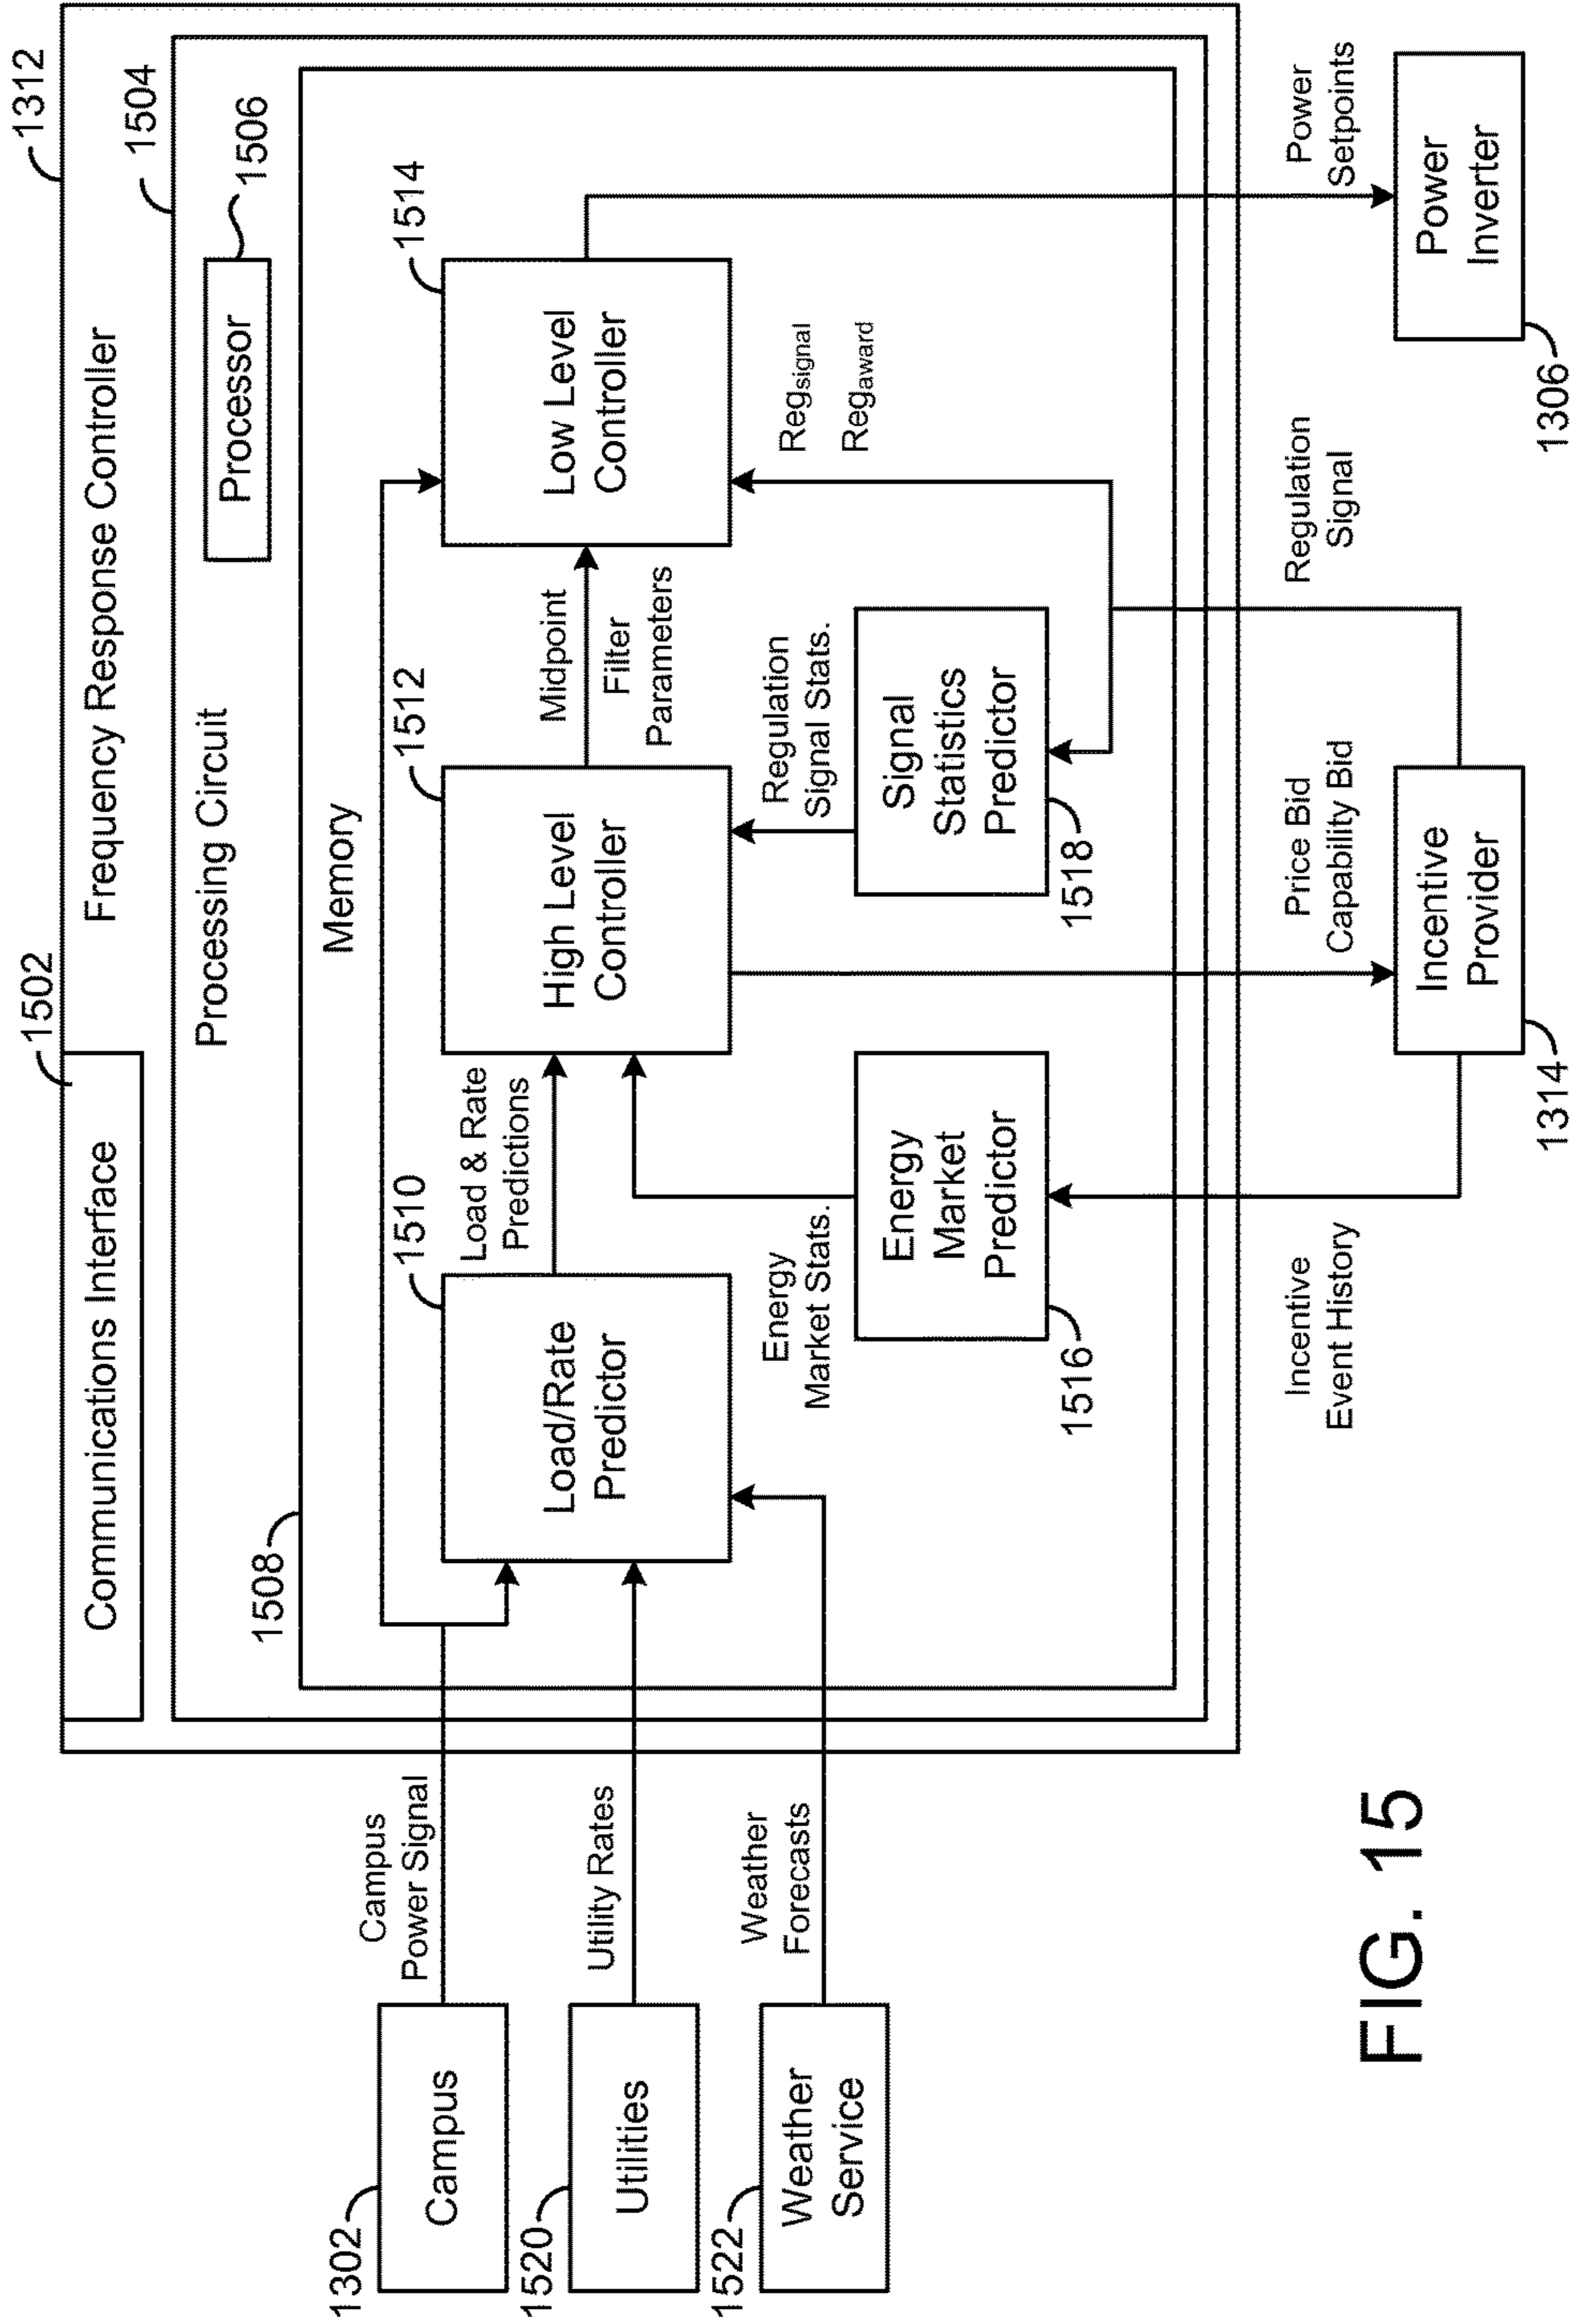 1312
Frequency Response Controller
1502
Communications Interface
1504
Processing Circuit
1506
Processor
1508
Memory
1510
Load/Rate
Predictor
Load & Rate
Predictions
1512
High Level
Controller
Midpoint
Filter
Parameters
1514
Low Level
Controller
Regsignal
Regaward
Energy
Market Stats.
Energy
Market
Predictor
1516
Regulation
Signal Stats.
Signal
Statistics
Predictor
1518
Campus
Power Signal
Utility Rates
Weather
Forecasts
1302
Campus
1520
Utilities
1522
Weather
Service
Incentive
Event History
Price Bid
Capability Bid
Regulation
Signal
Power
Setpoints
Incentive
Provider
1314
Power
Inverter
1306
FIG. 15